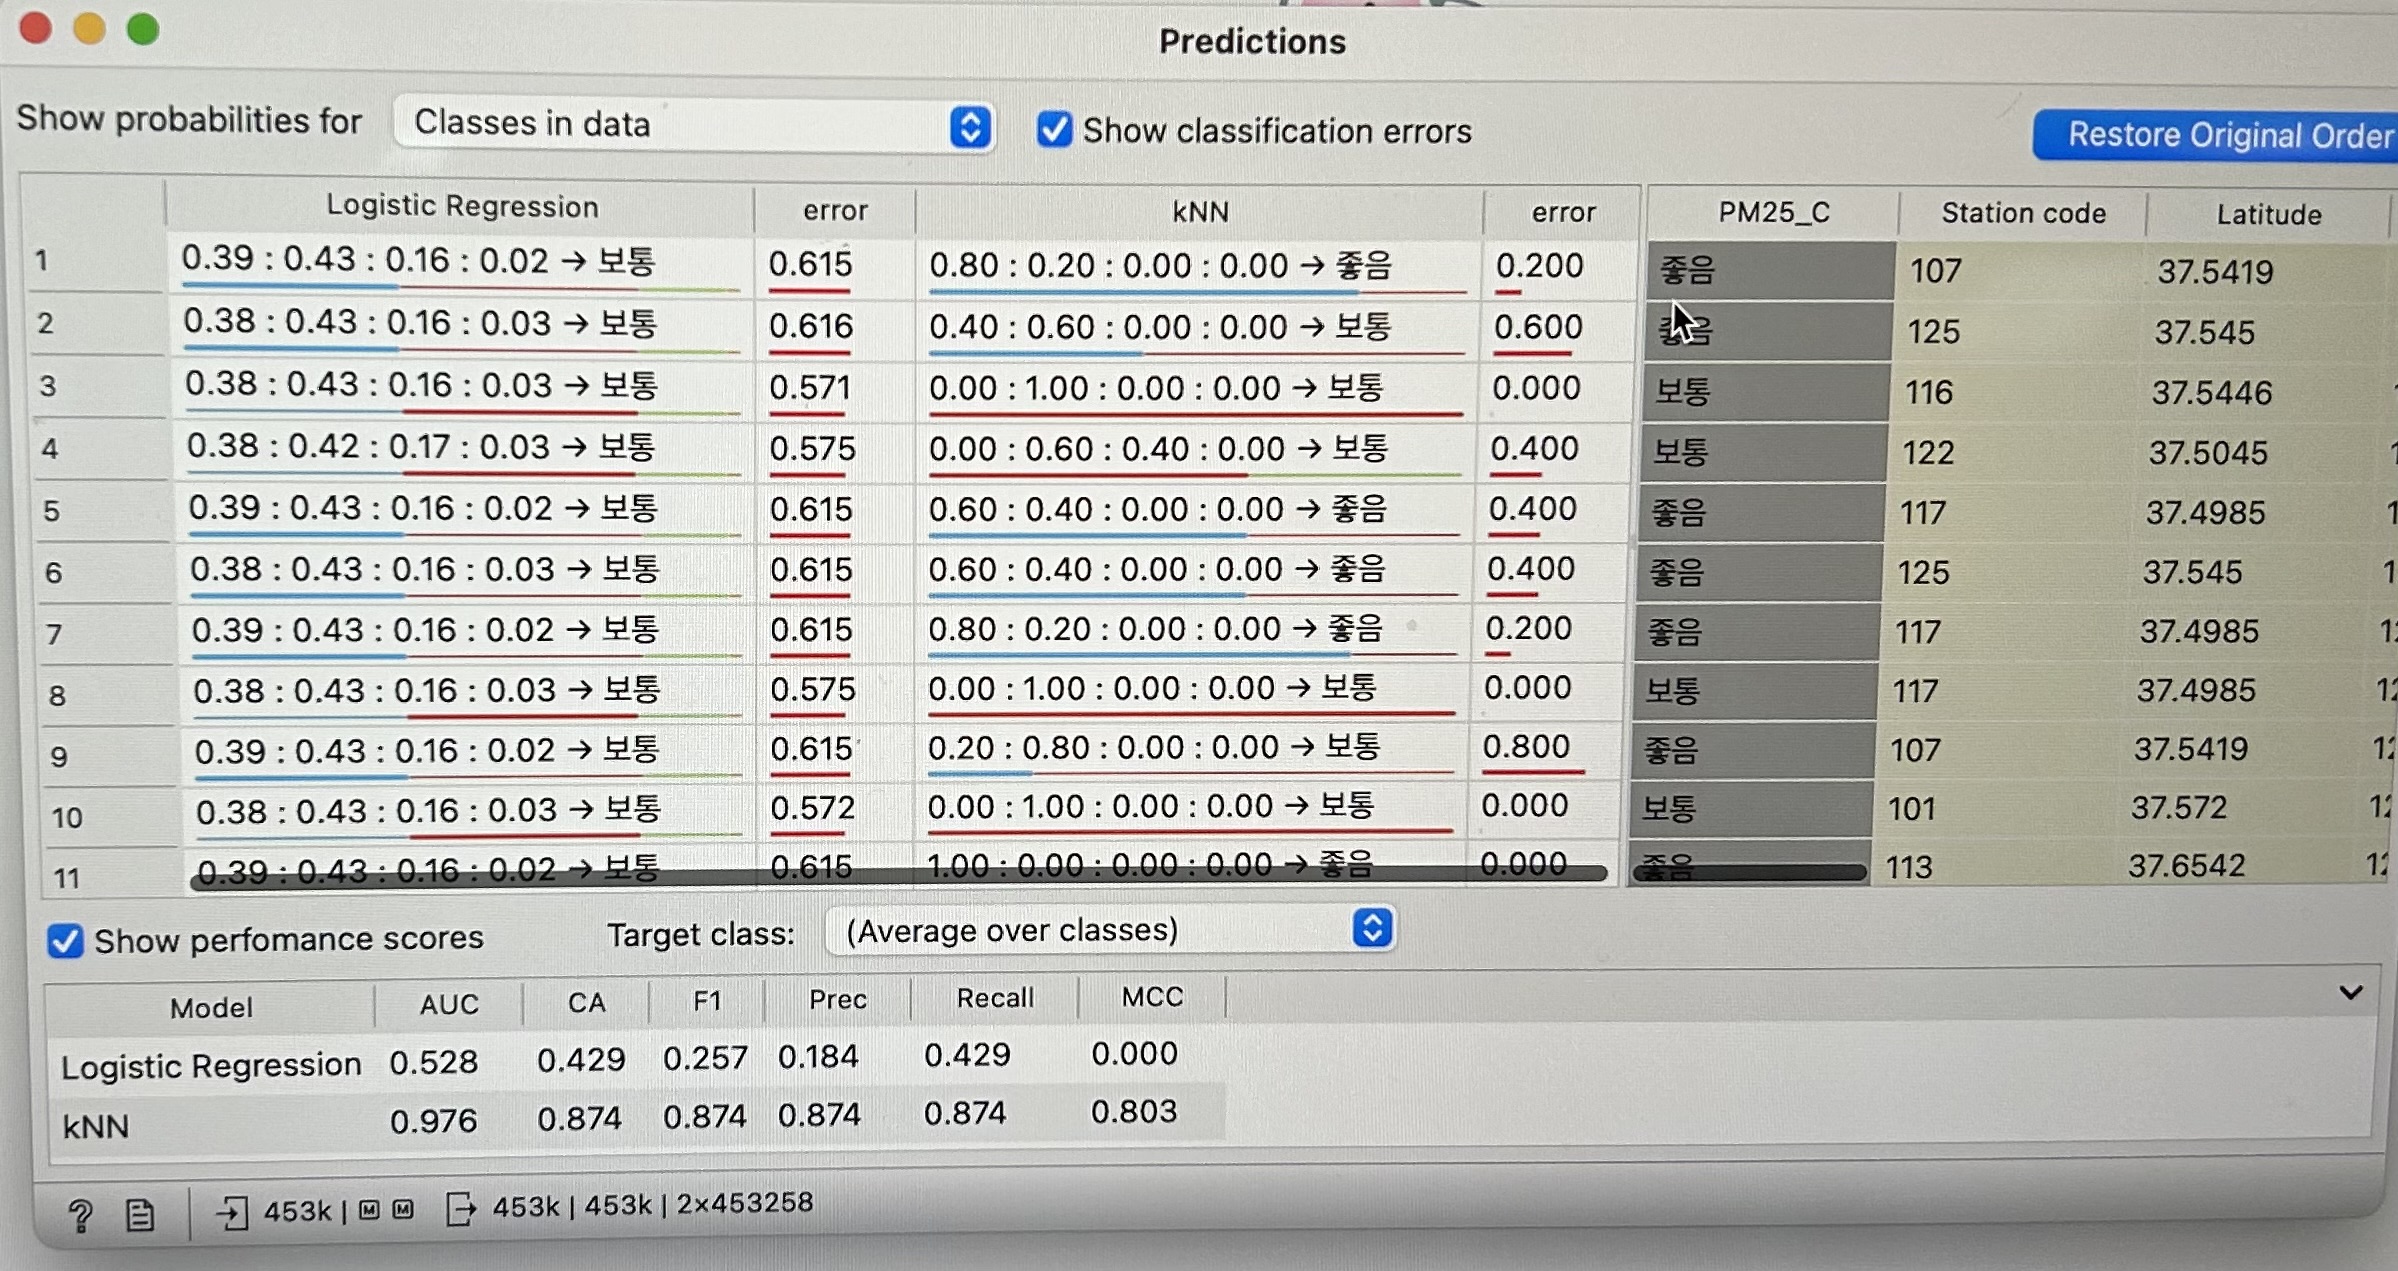 Predictions
Show probabilities for Classes in data Show classification errors Restore Original Order
Logistic Regression error kNN error PM25_C Station code Latitude
1 0.39 : 0.43 : 0.16 : 0.02 → 보통 0.615 0.80 : 0.20 : 0.00 : 0.00 → 좋음 0.200 좋음 107 37.5419
2 0.38 : 0.43 : 0.16 : 0.03 → 보통 0.616 0.40 : 0.60 : 0.00 : 0.00 → 보통 0.600 좋음 125 37.545
3 0.38 : 0.43 : 0.16 : 0.03 → 보통 0.571 0.00 : 1.00 : 0.00 : 0.00 → 보통 0.000 보통 116 37.5446
4 0.38 : 0.42 : 0.17 : 0.03 → 보통 0.575 0.00 : 0.60 : 0.40 : 0.00 → 보통 0.400 보통 122 37.5045
5 0.39 : 0.43 : 0.16 : 0.02 → 보통 0.615 0.60 : 0.40 : 0.00 : 0.00 → 좋음 0.400 좋음 117 37.4985
6 0.38 : 0.43 : 0.16 : 0.03 → 보통 0.615 0.60 : 0.40 : 0.00 : 0.00 → 좋음 0.400 좋음 125 37.545
7 0.39 : 0.43 : 0.16 : 0.02 → 보통 0.615 0.80 : 0.20 : 0.00 : 0.00 → 좋음 0.200 좋음 117 37.4985
8 0.38 : 0.43 : 0.16 : 0.03 → 보통 0.575 0.00 : 1.00 : 0.00 : 0.00 → 보통 0.000 보통 117 37.4985
9 0.39 : 0.43 : 0.16 : 0.02 → 보통 0.615 0.20 : 0.80 : 0.00 : 0.00 → 보통 0.800 좋음 107 37.5419
10 0.38 : 0.43 : 0.16 : 0.03 → 보통 0.572 0.00 : 1.00 : 0.00 : 0.00 → 보통 0.000 보통 101 37.572
11 0.39 : 0.43 : 0.16 : 0.02 → 보통 0.615 1.00 : 0.00 : 0.00 : 0.00 → 좋음 0.000 좋음 113 37.6542
Show perfomance scores Target class: (Average over classes)
Model AUC CA F1 Prec Recall MCC
Logistic Regression 0.528 0.429 0.257 0.184 0.429 0.000
kNN 0.976 0.874 0.874 0.874 0.874 0.803
? 453k | M M 453k | 453k | 2×453258